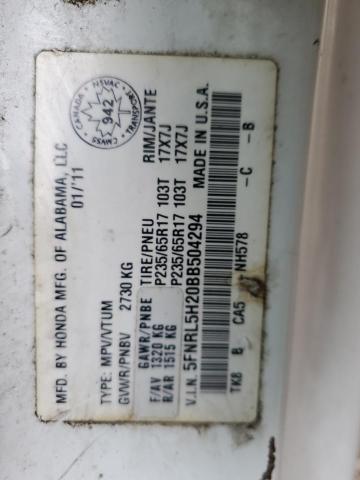 MFD. BY HONDA MFG. OF ALABAMA, LLC
01/'11
CANADA NSVAC TRANSPORT CMVSS
942
TYPE: MPV/VTUM
GVWR/PNBV 2730 KG
GAWR/PNBE TIRE/PNEU RIM/JANTE
F/AV 1320 KG P235/65R17 103T 17X7J
R/AR 1515 KG P235/65R17 103T 17X7J
V.I.N. 5FNRL5H20BB504294 MADE IN U.S.A.
TK8 B CA5 NH578 -C -B